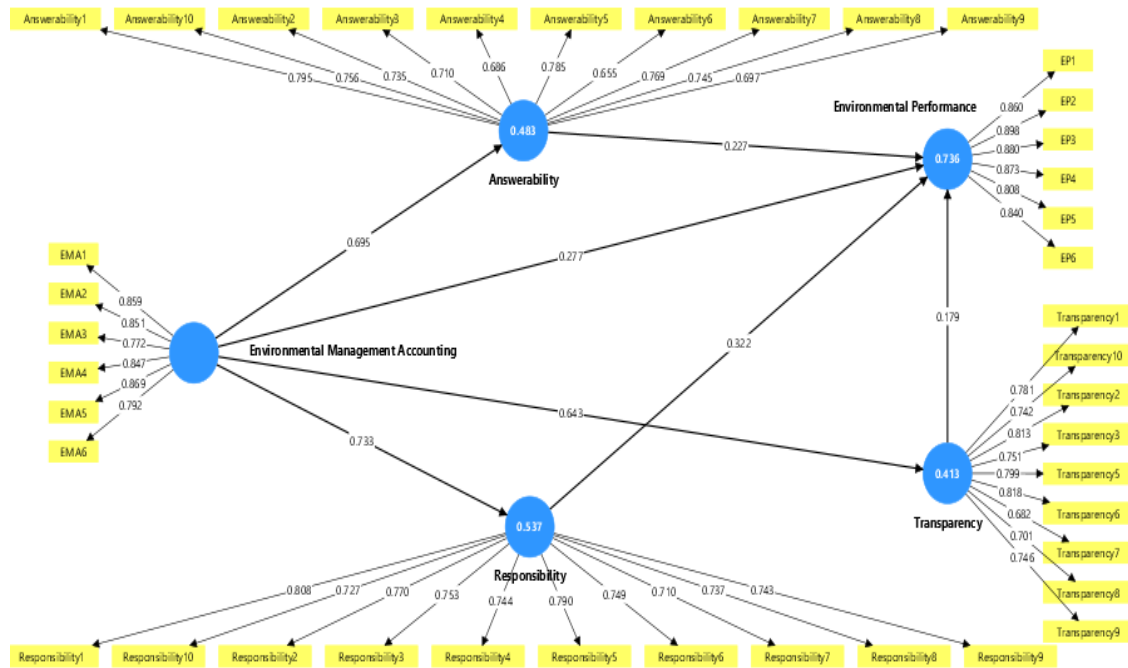 Answerability1 Answerability10 Answerability2 Answerability3 Answerability4 Answerability5 Answerability6 Answerability7 Answerability8 Answerability9
0.795 0.756 0.735 0.710 0.686 0.785 0.655 0.769 0.745 0.697
0.483
Answerability
Environmental Performance
0.736
0.860
0.898
0.880
0.873
0.808
0.840
EP1
EP2
EP3
EP4
EP5
EP6
0.227
0.695
0.277
EMA1
EMA2
EMA3
EMA4
EMA5
EMA6
0.859
0.851
0.772
0.847
0.869
0.792
Environmental Management Accounting
0.179
0.322
0.643
0.733
0.413
Transparency
0.781
0.742
0.813
0.751
0.799
0.818
0.682
0.701
0.746
Transparency1
Transparency10
Transparency2
Transparency3
Transparency5
Transparency6
Transparency7
Transparency8
Transparency9
0.537
Responsibility
0.808 0.727 0.770 0.753 0.744 0.790 0.749 0.710 0.737 0.743
Responsibility1 Responsibility10 Responsibility2 Responsibility3 Responsibility4 Responsibility5 Responsibility6 Responsibility7 Responsibility8 Responsibility9